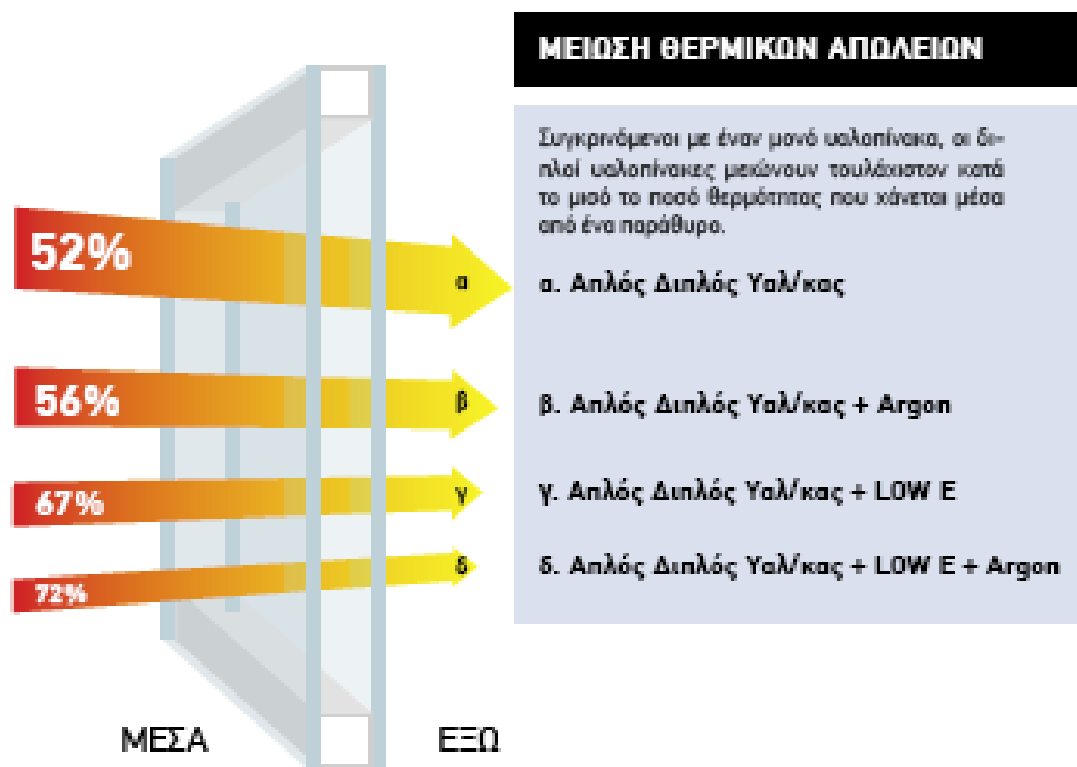 ΜΕΙΩΣΗ ΘΕΡΜΙΚΩΝ ΑΠΩΛΕΙΩΝ
Συγκρινόμενοι με έναν μονό υαλοπίνακα, οι δι-
πλοί υαλοπίνακες μειώνουν τουλάχιστον κατά
το μισό το ποσό θερμότητας που χάνεται μέσα
από ένα παράθυρο.
52%
α
α. Απλός Διπλός Υαλ/κας
56%
β
β. Απλός Διπλός Υαλ/κας + Argon
67%
γ
γ. Απλός Διπλός Υαλ/κας + LOW E
72%
δ
δ. Απλός Διπλός Υαλ/κας + LOW E + Argon
ΜΕΣΑ
ΕΞΩ